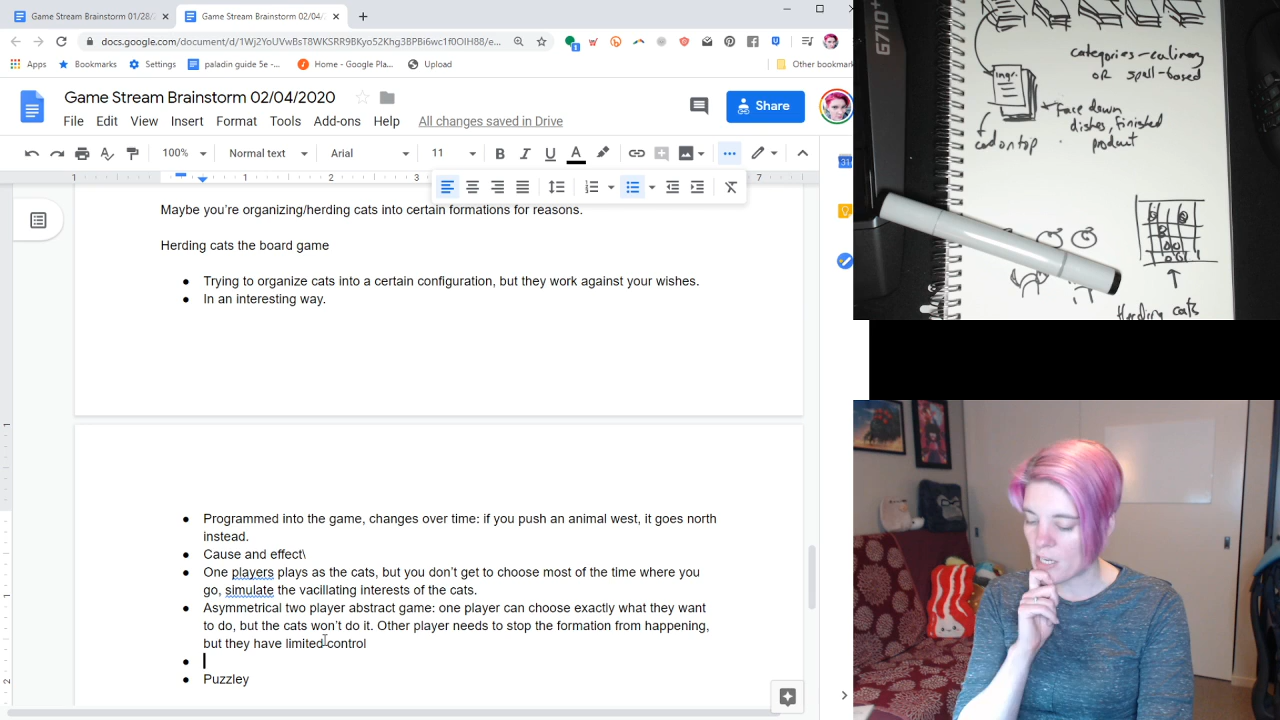 Game Stream Brainstorm 01/28/
Game Stream Brainstorm 02/04/
docs.google.com/document/d/1Wj2YoUVwBsT8WKSRR9BKyo52Khg3BPBi6wc1f0OIH88/e...
Apps
Bookmarks
Settings
paladin guide 5e -...
Home - Google Pla...
Upload
Other bookmar
Game Stream Brainstorm 02/04/2020
File Edit View Insert Format Tools Add-ons Help All changes saved in Drive
Share
100% Normal text Arial 11
1 1 2 3 7
Maybe you're organizing/herding cats into certain formations for reasons.
Herding cats the board game
● Trying to organize cats into a certain configuration, but they work against your wishes.
● In an interesting way.
● Programmed into the game, changes over time: if you push an animal west, it goes north
instead.
● Cause and effect\
● One players plays as the cats, but you don't get to choose most of the time where you
go, simulate the vacillating interests of the cats.
● Asymmetrical two player abstract game: one player can choose exactly what they want
to do, but the cats won't do it. Other player needs to stop the formation from happening,
but they have limited control
●
● Puzzley
G710+
categories - culinary
OR spell-based
ingr.
face down
dishes, finished
product
card on top
Herding cats